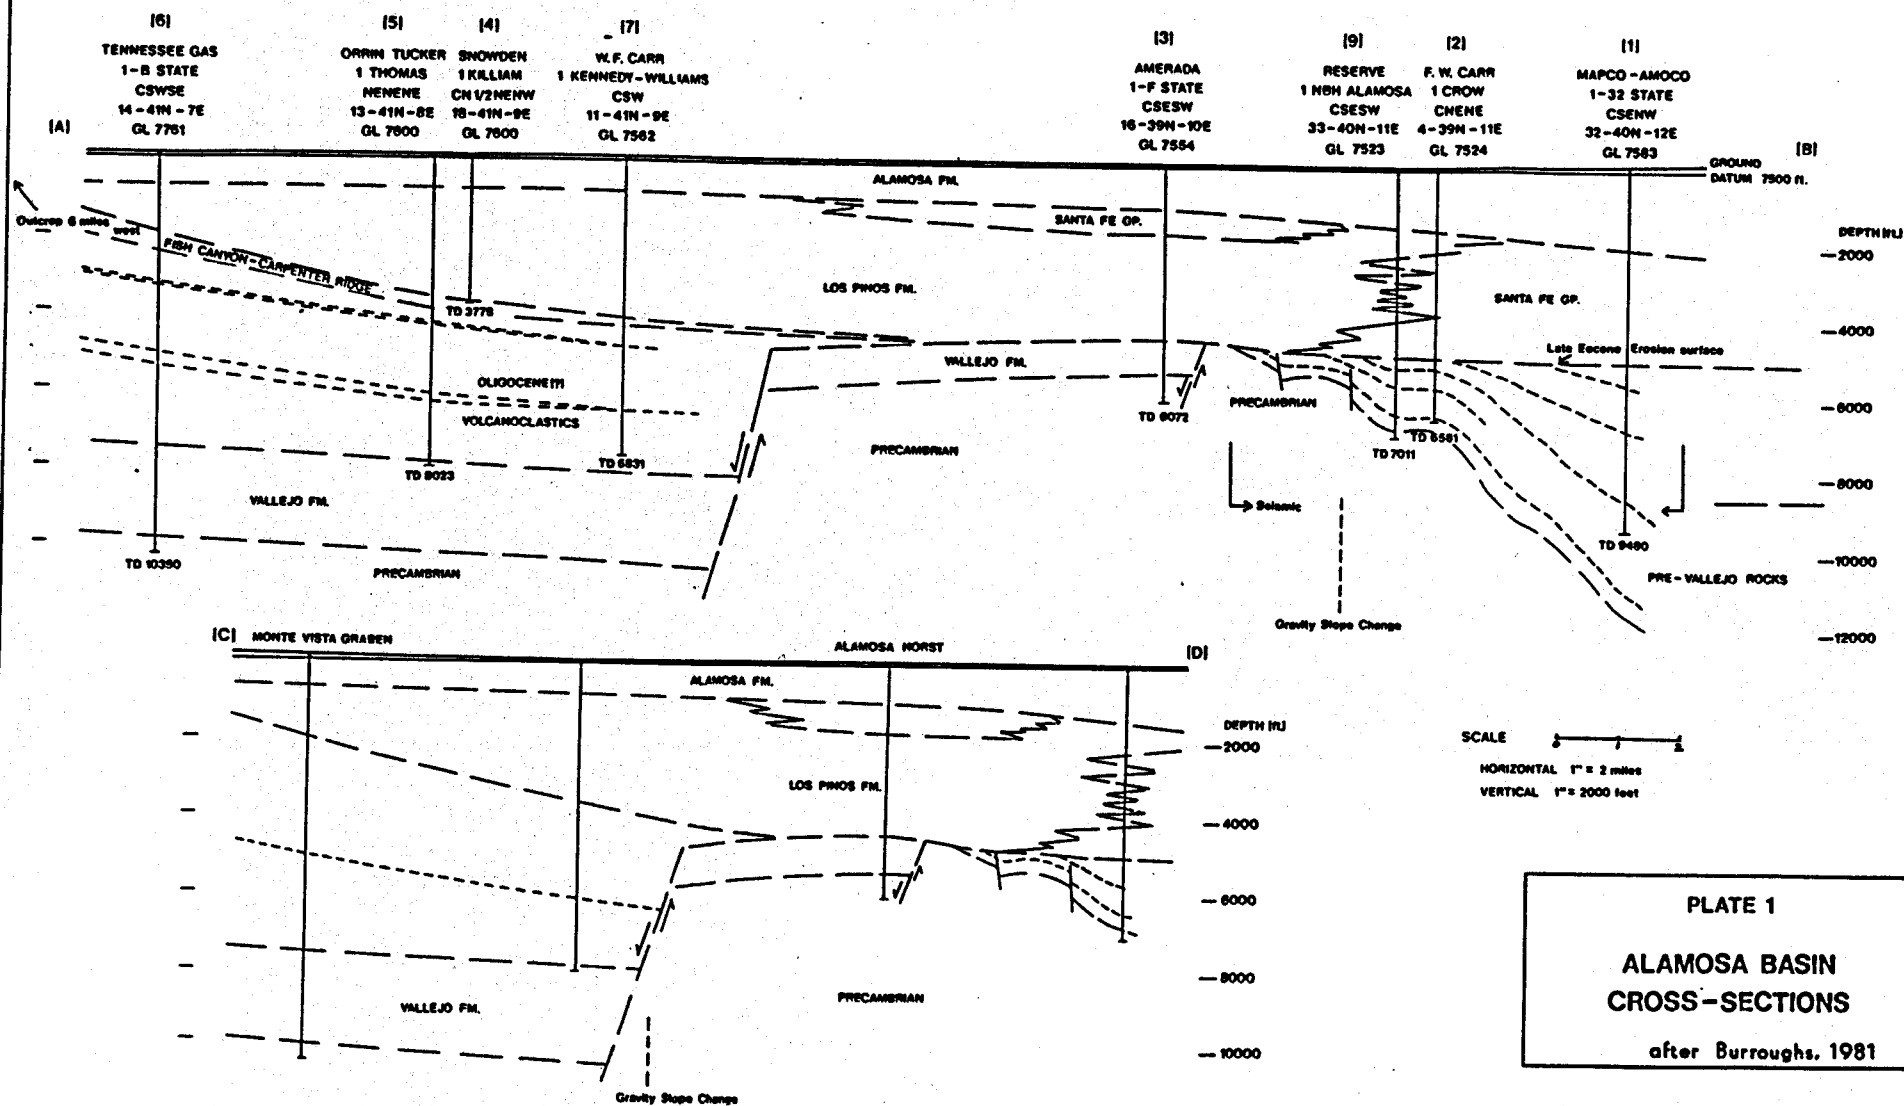 [6]
TENNESSEE GAS
1-B STATE
CSWSE
14-41N-7E
GL 7761
[5]
ORRIN TUCKER
1 THOMAS
NENENE
13-41N-8E
GL 7600
[4]
SNOWDEN
1 KILLIAM
CN 1/2 NENW
18-41N-9E
GL 7600
[7]
W.F. CARR
1 KENNEDY-WILLIAMS
CSW
11-41N-9E
GL 7562
[3]
AMERADA
1-F STATE
CSESW
16-39N-10E
GL 7554
[9]
RESERVE
1 NBH ALAMOSA
CSESW
33-40N-11E
GL 7523
[2]
F.W. CARR
1 CROW
CNENE
4-39N-11E
GL 7524
[1]
MAPCO-AMOCO
1-32 STATE
CSENW
32-40N-12E
GL 7563
[A]
[B]
GROUND
DATUM 7500 ft.
ALAMOSA FM.
SANTA FE GP.
Outcrop 6 miles west
FISH CANYON-CARPENTER RIDGE
LOS PINOS FM.
SANTA FE GP.
DEPTH [ft.]
2000
4000
6000
8000
10000
12000
TD 3775
VALLEJO FM.
Late Eocene Erosion surface
OLIGOCENE [?]
VOLCANOCLASTICS
PRECAMBRIAN
TD 6072
PRECAMBRIAN
TD 6581
TD 7011
TD 8023
TD 6831
VALLEJO FM.
Seismic
TD 9480
TD 10350
PRECAMBRIAN
PRE-VALLEJO ROCKS
Gravity Slope Change
[C] MONTE VISTA GRABEN
ALAMOSA HORST
[D]
ALAMOSA FM.
DEPTH [ft.]
2000
4000
6000
8000
10000
LOS PINOS FM.
VALLEJO FM.
PRECAMBRIAN
Gravity Slope Change
SCALE 0 1 2
HORIZONTAL 1" = 2 miles
VERTICAL 1" = 2000 feet
PLATE 1
ALAMOSA BASIN
CROSS-SECTIONS
after Burroughs, 1981